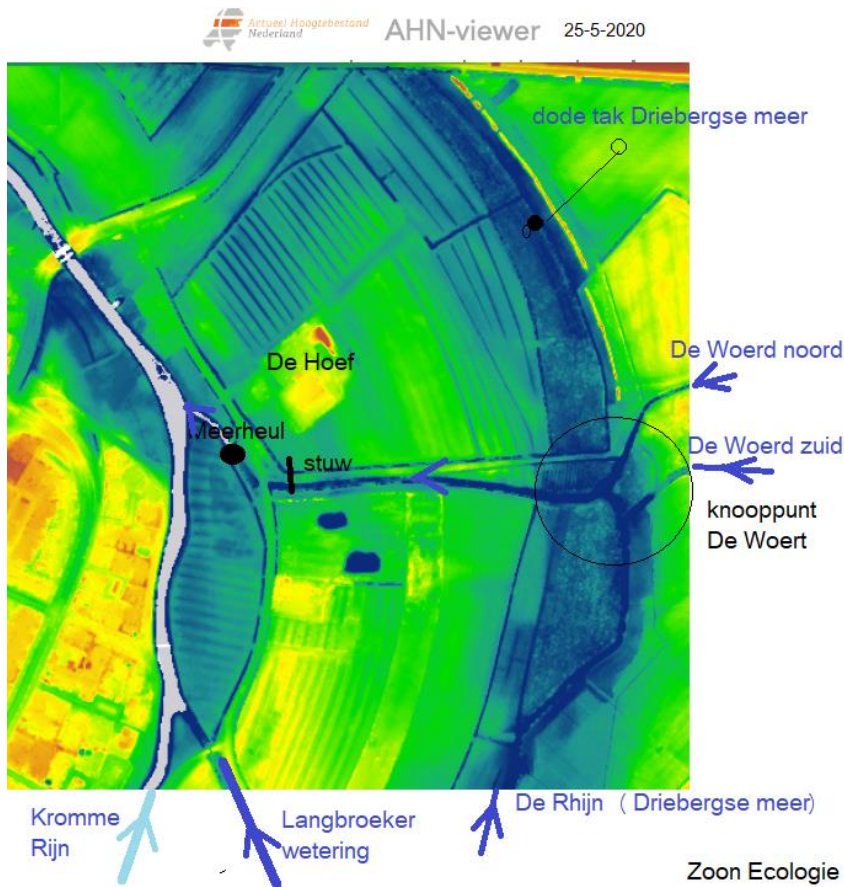 Actueel Hoogtebestand
Nederland
AHN-viewer
25-5-2020
dode tak Driebergse meer
De Woerd noord
De Hoef
Meerheul
stuw
De Woerd zuid
knooppunt
De Woert
Kromme
Rijn
Langbroeker
wetering
De Rhijn ( Driebergse meer)
Zoon Ecologie